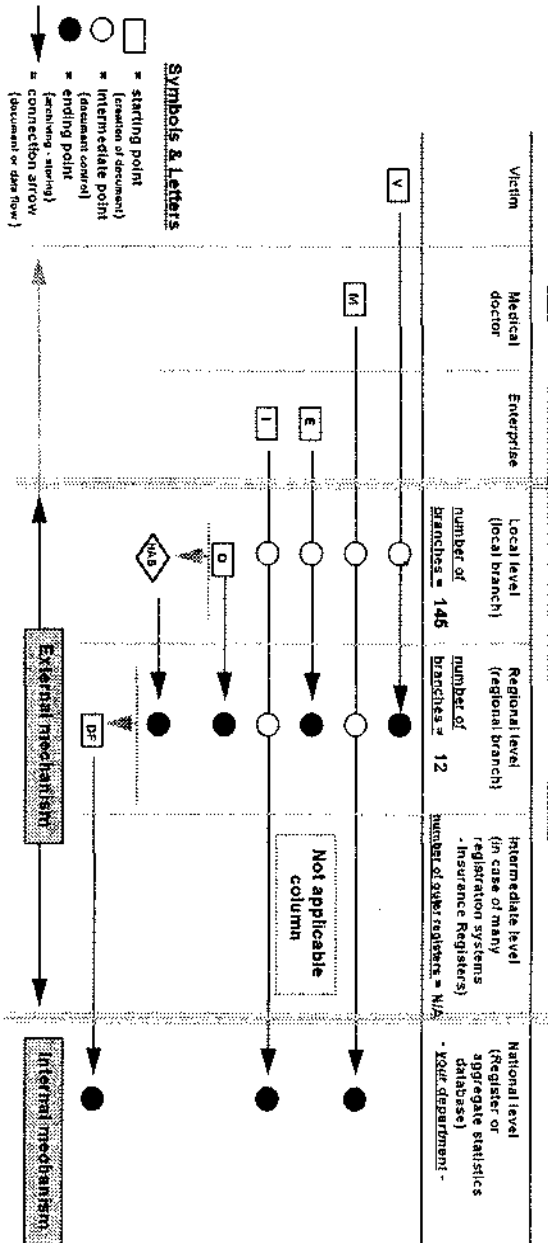 Victim
Medical
doctor
Enterprise
Local level
(local branch)
Regional level
(regional branch)
Intermediate level
(in case of many
registration systems
- Insurance Registers)
National level
(Register or
aggregate statistics
database)
- your department -
number of
branches = 145
number of
branches = 12
number of outer registers = N/A
V
M
E
I
O
HAB
DF
Not applicable
column
External mechanism
Internal mechanism
Symbols & Letters
= starting point
(creation of document)
= intermediate point
(document control)
= ending point
(archiving - storing)
= connection arrow
(document or data flow)